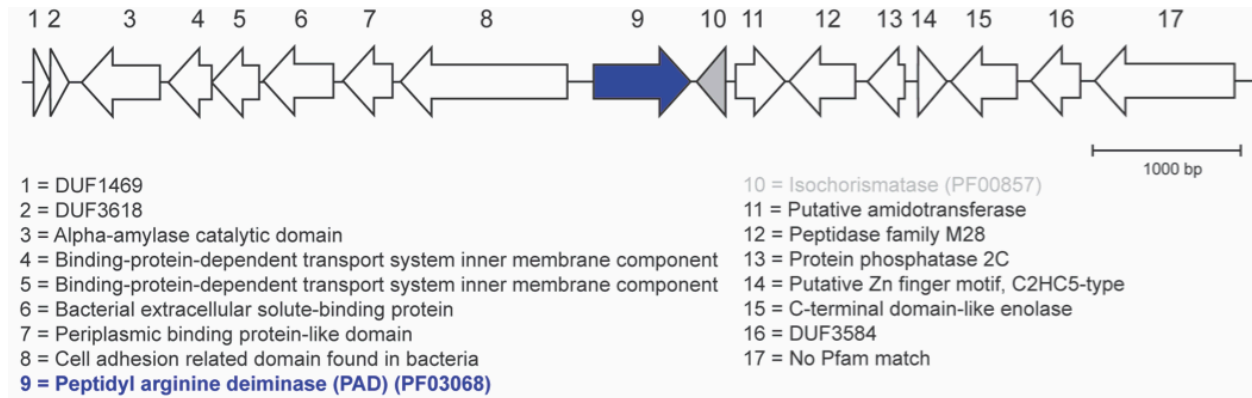 1 2 3 4 5 6 7 8 9 10 11 12 13 14 15 16 17
1000 bp
1 = DUF1469
2 = DUF3618
3 = Alpha-amylase catalytic domain
4 = Binding-protein-dependent transport system inner membrane component
5 = Binding-protein-dependent transport system inner membrane component
6 = Bacterial extracellular solute-binding protein
7 = Periplasmic binding protein-like domain
8 = Cell adhesion related domain found in bacteria
9 = Peptidyl arginine deiminase (PAD) (PF03068)
10 = Isochorismatase (PF00857)
11 = Putative amidotransferase
12 = Peptidase family M28
13 = Protein phosphatase 2C
14 = Putative Zn finger motif, C2HC5-type
15 = C-terminal domain-like enolase
16 = DUF3584
17 = No Pfam match